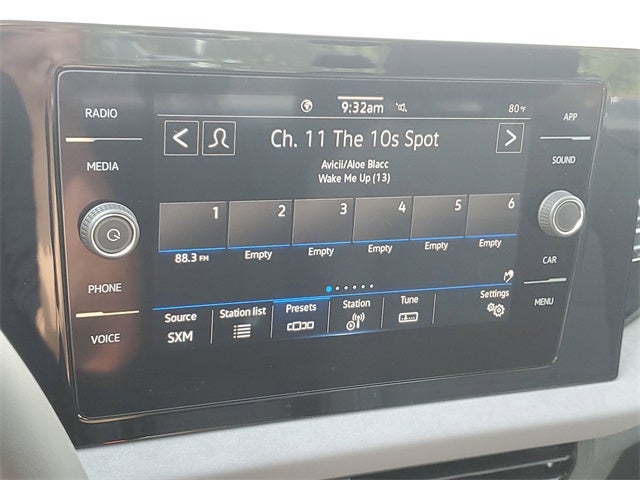 RADIO
MEDIA
PHONE
VOICE
9:32am
80°F
< Ch. 11 The 10s Spot >
Avicii/Aloe Blacc
Wake Me Up (13)
1 2 3 4 5 6
88.3 FM Empty Empty Empty Empty Empty
Source Station list Presets Station Tune Settings
SXM
APP
SOUND
CAR
MENU